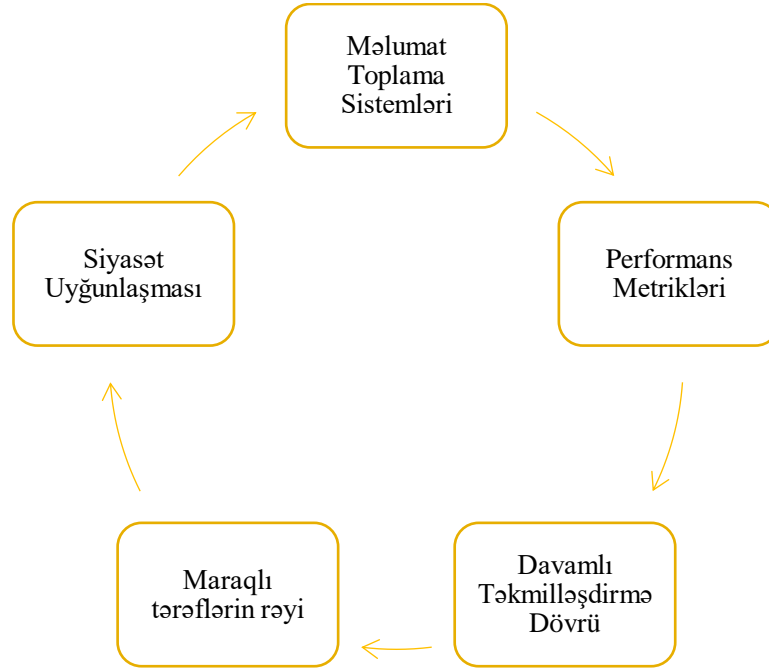 Məlumat
Toplama
Sistemləri
Performans
Metrikləri
Davamlı
Təkmilləşdirmə
Dövrü
Maraqlı
tərəflərin rəyi
Siyasət
Uyğunlaşması